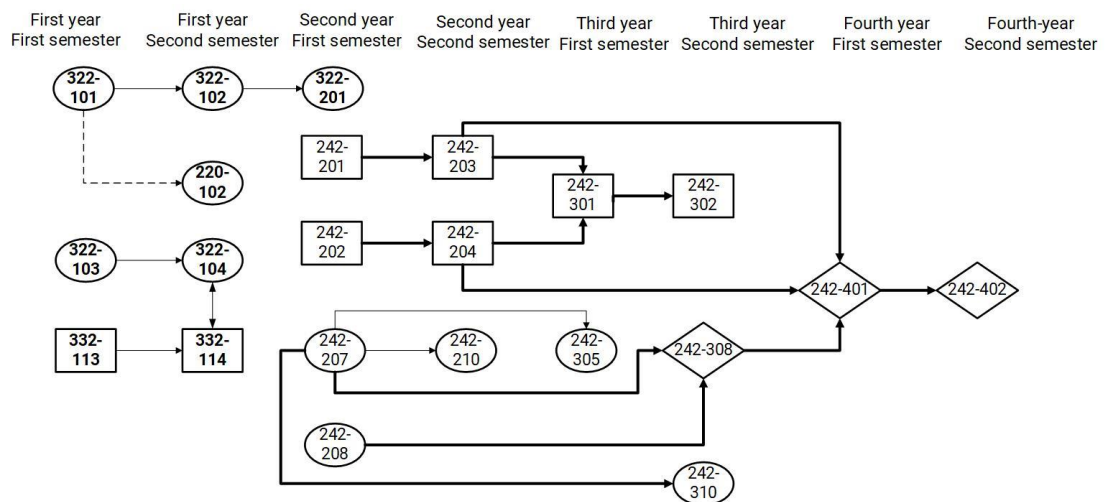 First year
First semester
First year
Second semester
Second year
First semester
Second year
Second semester
Third year
First semester
Third year
Second semester
Fourth year
First semester
Fourth-year
Second semester
322-
101
322-
102
322-
201
242-
201
242-
203
220-
102
242-
301
242-
302
242-
202
242-
204
322-
103
322-
104
242-401
242-402
332-
113
332-
114
242-
207
242-
210
242-
305
242-308
242-
208
242-
310